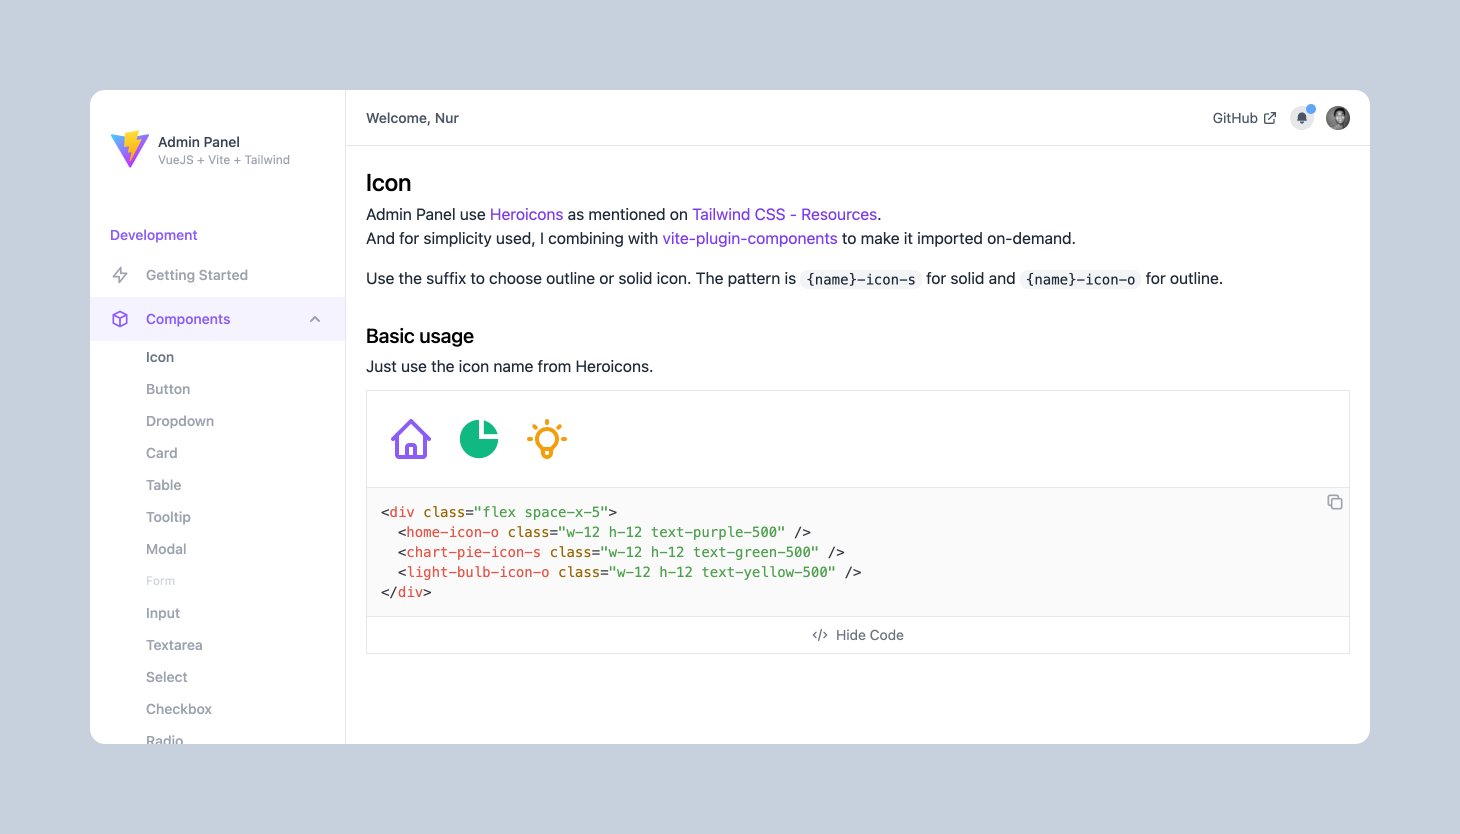 Admin Panel
VueJS + Vite + Tailwind
Development
Getting Started
Components
Icon
Button
Dropdown
Card
Table
Tooltip
Modal
Form
Input
Textarea
Select
Checkbox
Radio
Welcome, Nur
GitHub
Icon
Admin Panel use Heroicons as mentioned on Tailwind CSS - Resources.
And for simplicity used, I combining with vite-plugin-components to make it imported on-demand.
Use the suffix to choose outline or solid icon. The pattern is {name}-icon-s for solid and {name}-icon-o for outline.
Basic usage
Just use the icon name from Heroicons.
<div class="flex space-x-5">
  <home-icon-o class="w-12 h-12 text-purple-500" />
  <chart-pie-icon-s class="w-12 h-12 text-green-500" />
  <light-bulb-icon-o class="w-12 h-12 text-yellow-500" />
</div>
</> Hide Code